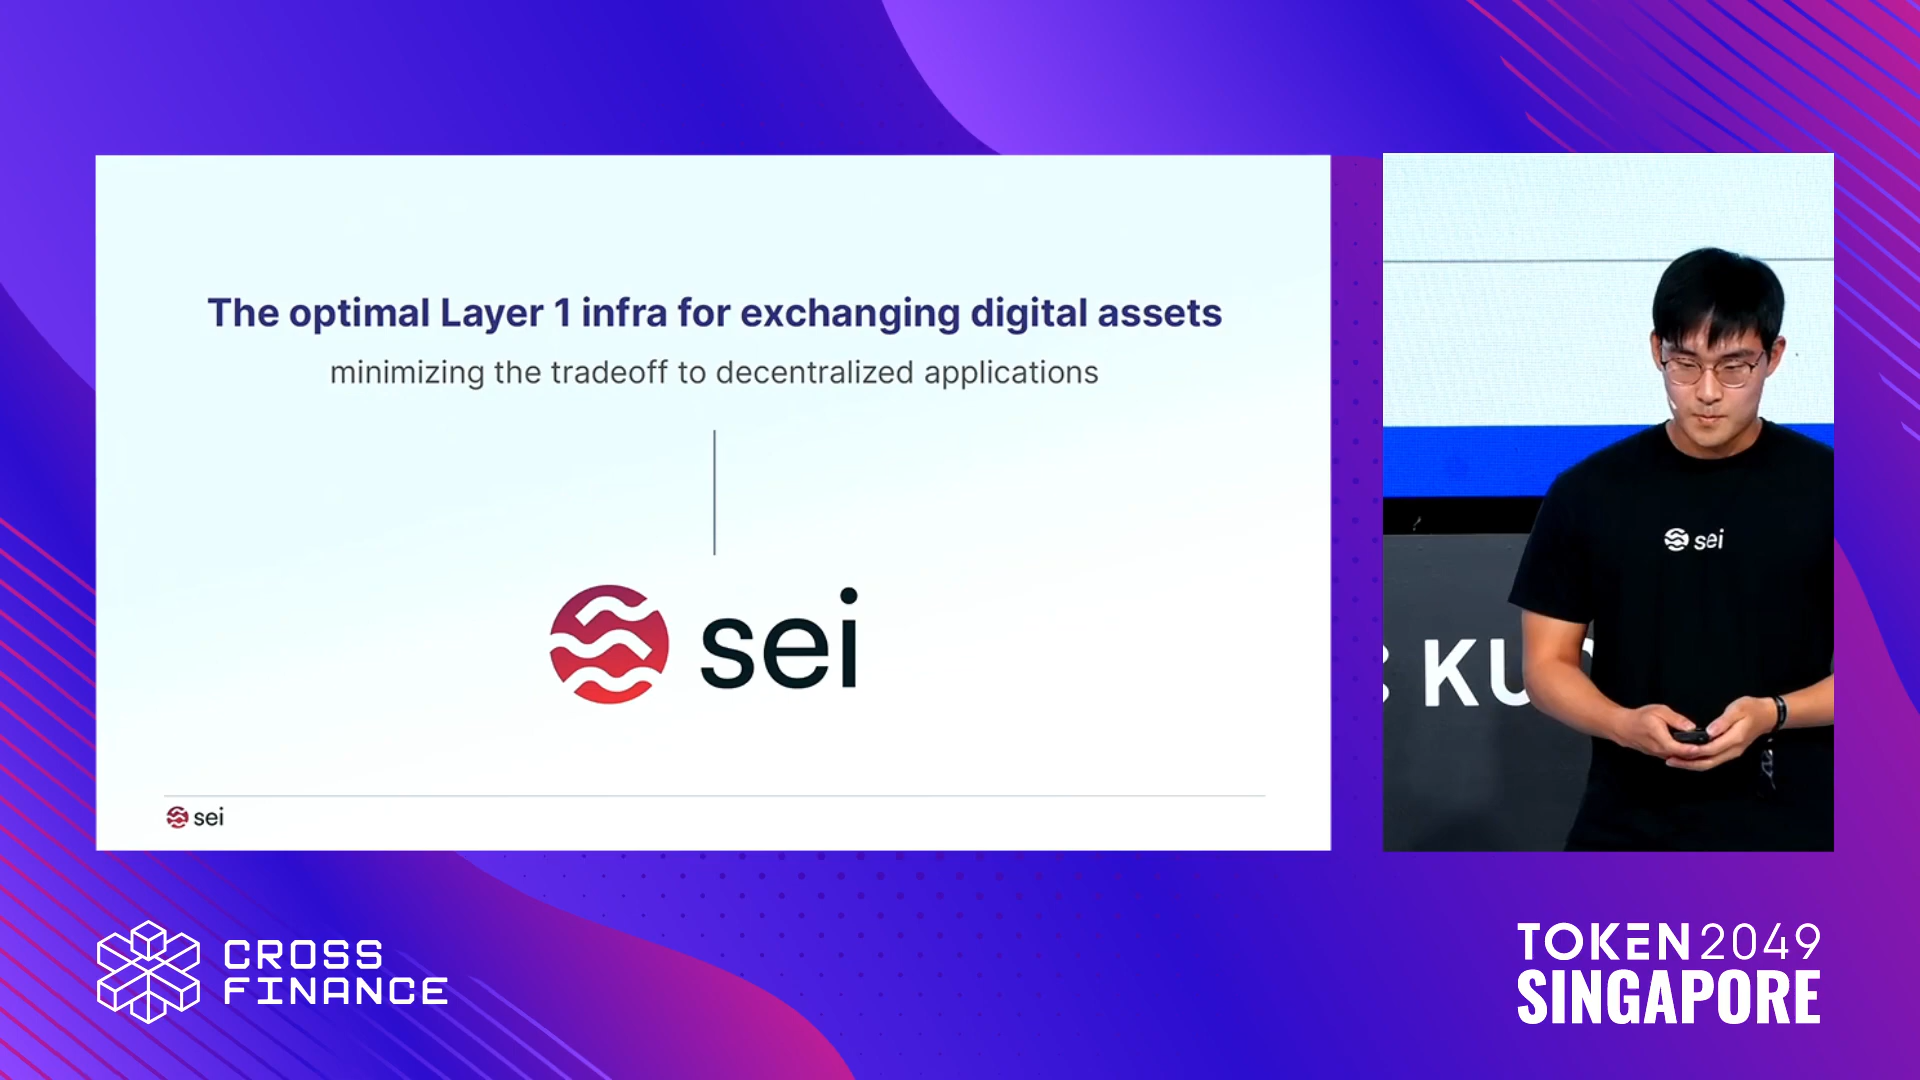 The optimal Layer 1 infra for exchanging digital assets
minimizing the tradeoff to decentralized applications
sei
sei
sei
KU
CROSS
FINANCE
TOKEN2049
SINGAPORE